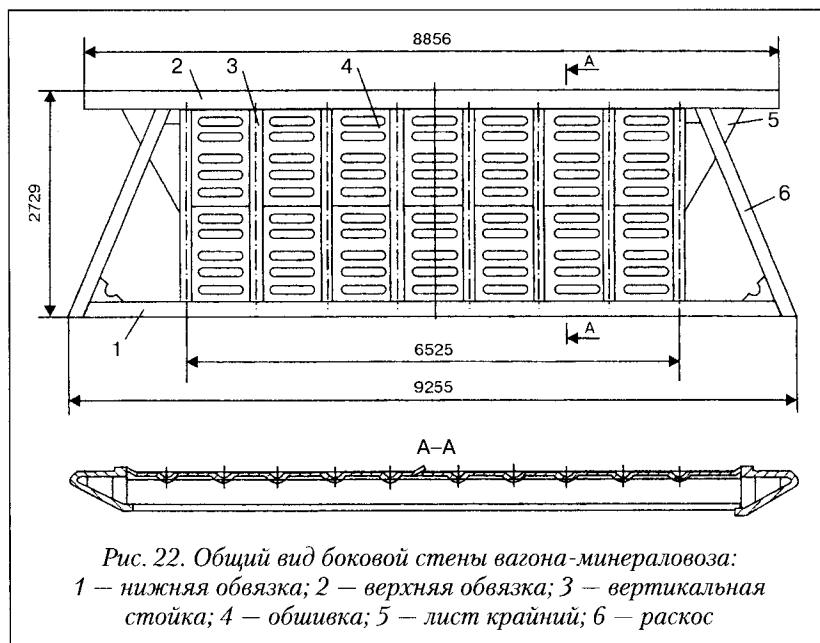 8856
A
2
3
4
5
2729
6
1
A
6525
9255
А–А
Рис. 22. Общий вид боковой стены вагона-минераловоза:
1 — нижняя обвязка; 2 — верхняя обвязка; 3 — вертикальная
стойка; 4 — обшивка; 5 — лист крайний; 6 — раскос